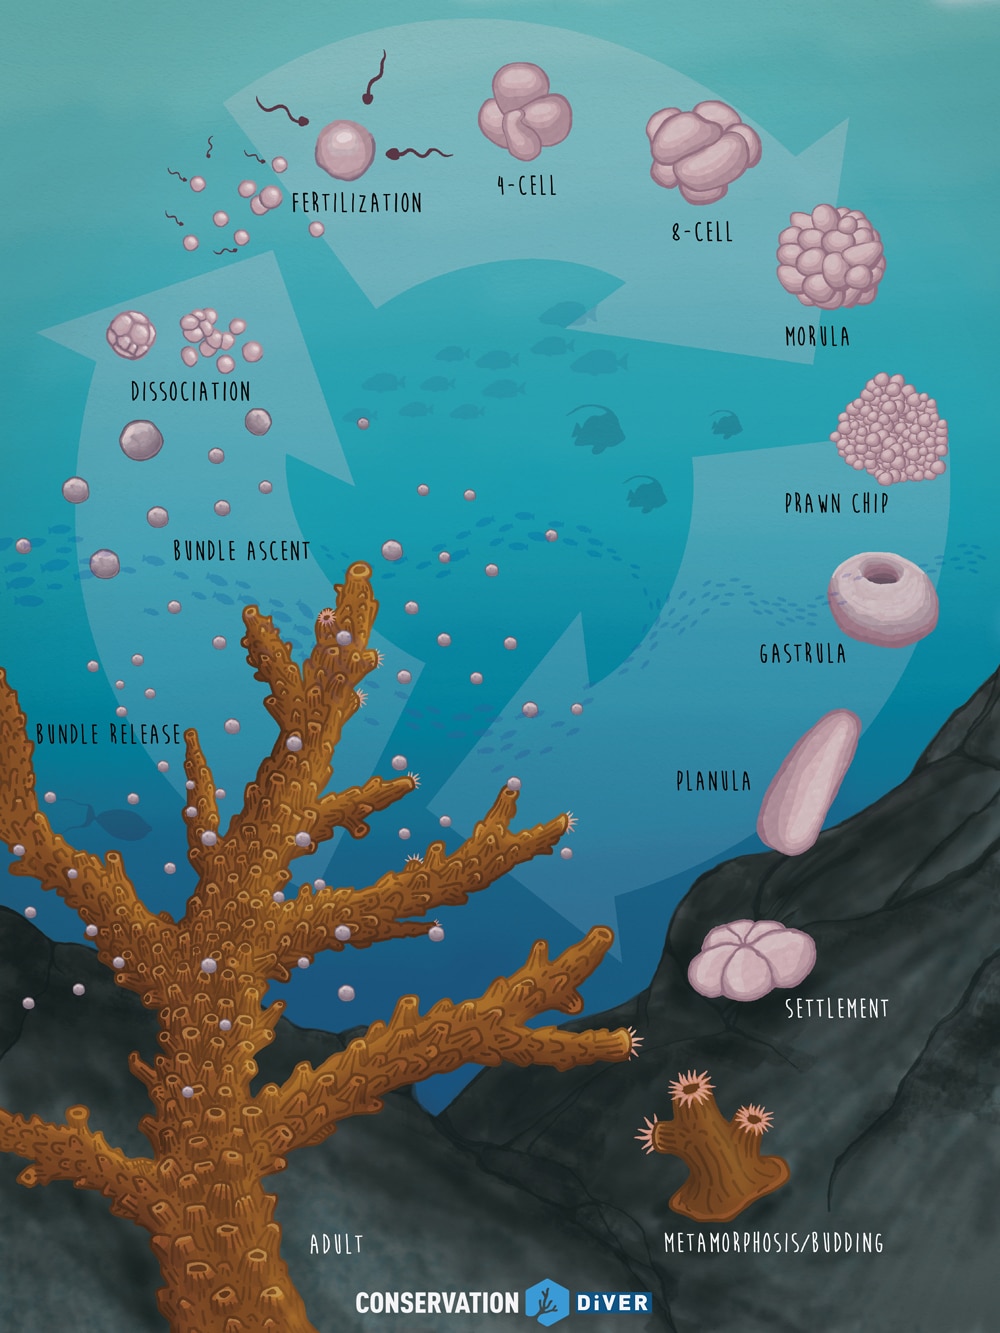 FERTILIZATION
4-CELL
8-CELL
MORULA
DISSOCIATION
PRAWN CHIP
BUNDLE ASCENT
GASTRULA
BUNDLE RELEASE
PLANULA
SETTLEMENT
ADULT
METAMORPHOSIS/BUDDING
CONSERVATION DiVER